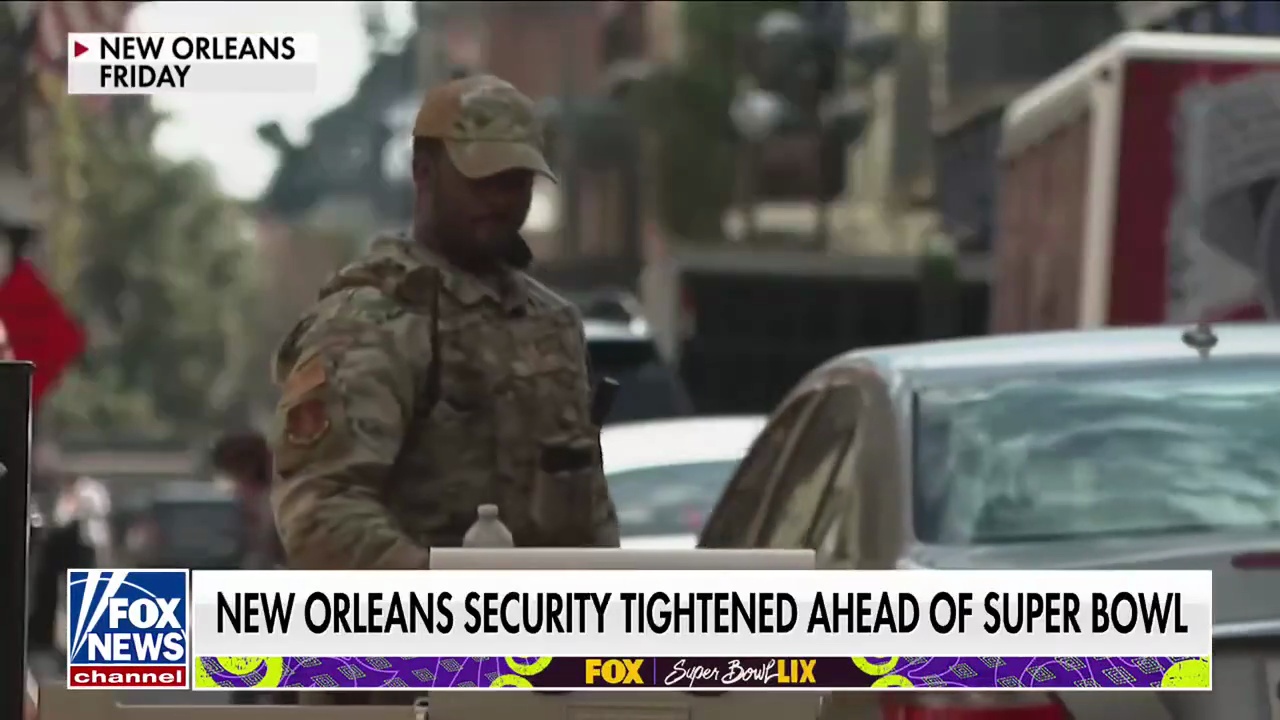 NEW ORLEANS
FRIDAY
FOX
NEWS
channel
NEW ORLEANS SECURITY TIGHTENED AHEAD OF SUPER BOWL
FOX Super Bowl LIX